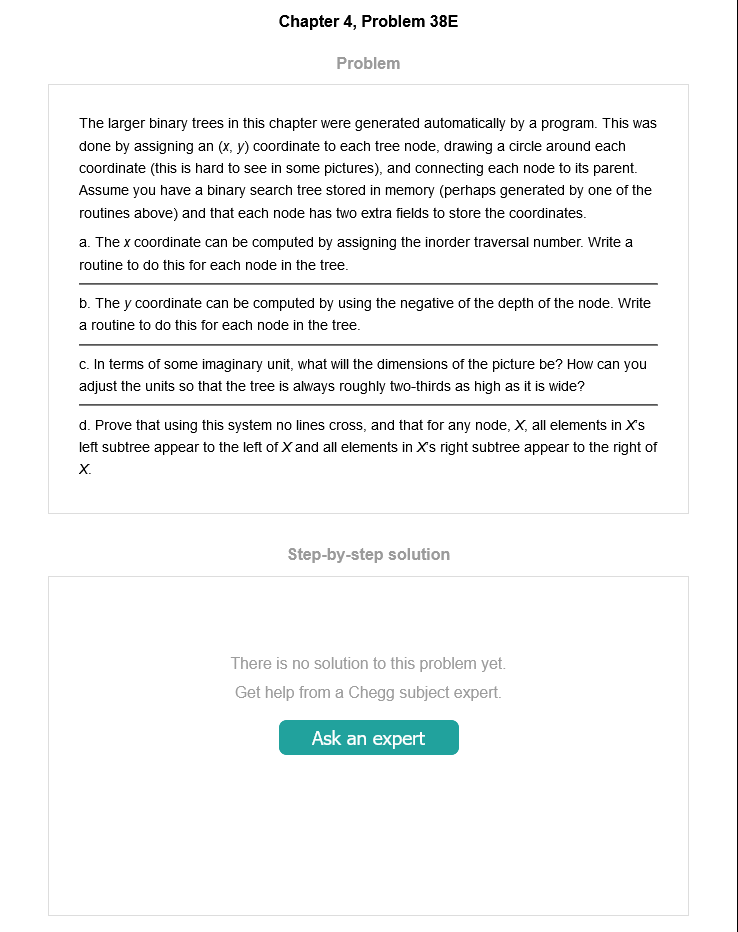 Chapter 4, Problem 38E
Problem
The larger binary trees in this chapter were generated automatically by a program. This was
done by assigning an (x, y) coordinate to each tree node, drawing a circle around each
coordinate (this is hard to see in some pictures), and connecting each node to its parent.
Assume you have a binary search tree stored in memory (perhaps generated by one of the
routines above) and that each node has two extra fields to store the coordinates.
a. The x coordinate can be computed by assigning the inorder traversal number. Write a
routine to do this for each node in the tree.
b. The y coordinate can be computed by using the negative of the depth of the node. Write
a routine to do this for each node in the tree.
c. In terms of some imaginary unit, what will the dimensions of the picture be? How can you
adjust the units so that the tree is always roughly two-thirds as high as it is wide?
d. Prove that using this system no lines cross, and that for any node, X, all elements in X's
left subtree appear to the left of X and all elements in X's right subtree appear to the right of
X.
Step-by-step solution
There is no solution to this problem yet.
Get help from a Chegg subject expert.
Ask an expert